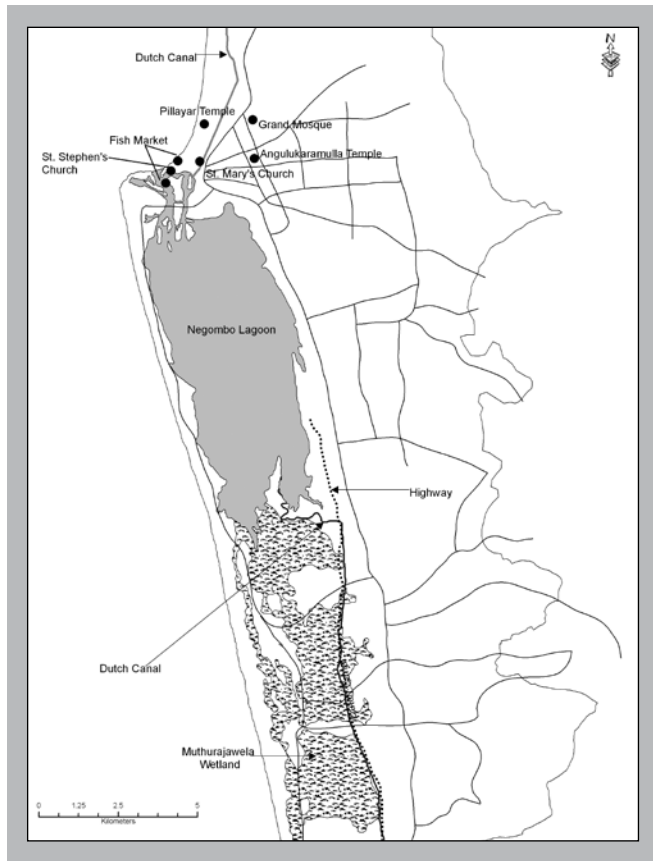 N
Dutch Canal
Pillayar Temple
Grand Mosque
Fish Market
Angulukaramulla Temple
St. Stephen's
Church
St. Mary's Church
Negombo Lagoon
Highway
Dutch Canal
Muthurajawela
Wetland
0 1.25 2.5 5
Kilometers